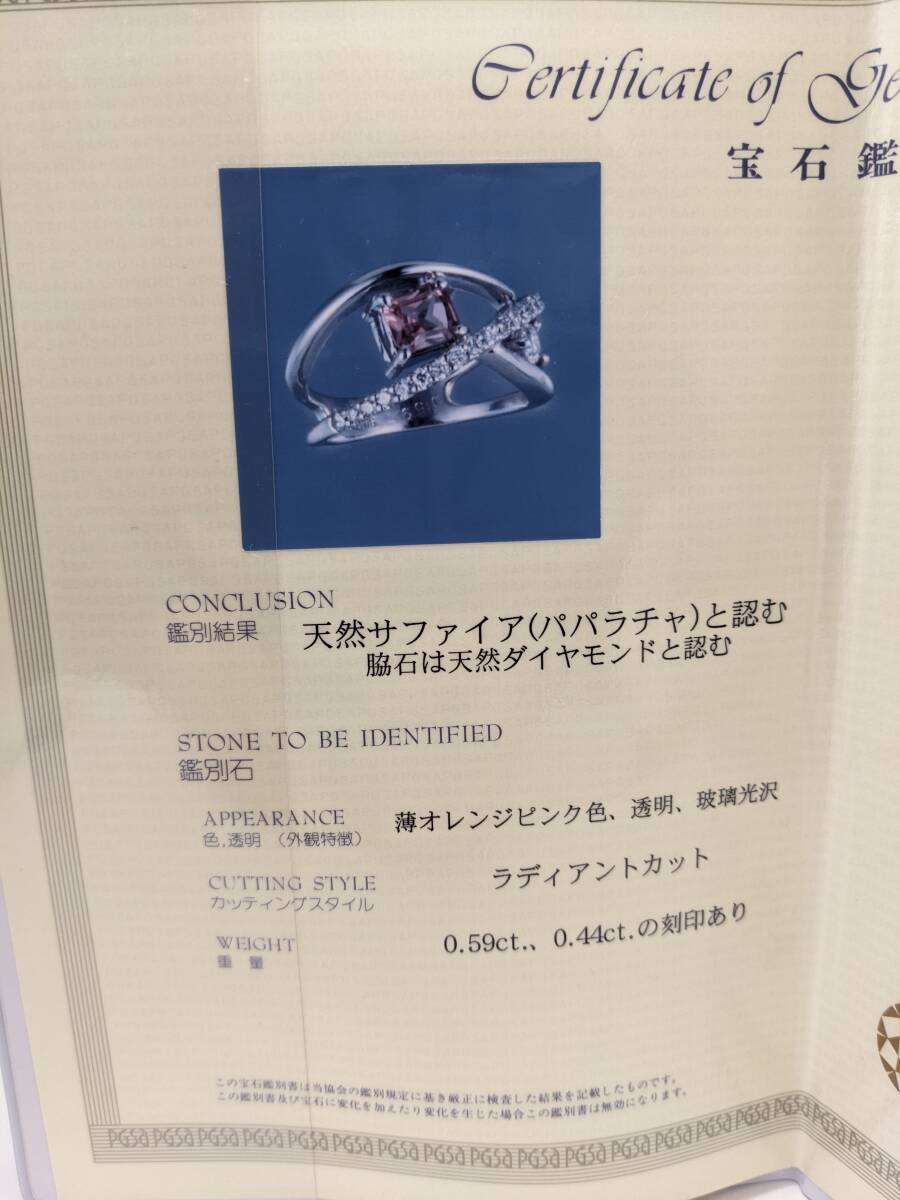 Certificate of Ge
宝石鑑
CONCLUSION
鑑別結果
天然サファイア(パパラチャ)と認む
脇石は天然ダイヤモンドと認む
STONE TO BE IDENTIFIED
鑑別石
APPEARANCE
色,透明 (外観特徴)
薄オレンジピンク色、透明、玻璃光沢
CUTTING STYLE
カッティングスタイル
ラディアントカット
WEIGHT
重量
0.59ct.、0.44ct.の刻印あり
この宝石鑑別書は当協会の鑑別規定に基き厳正に検査した結果を記載したものです。
この鑑別書及び宝石に変化を加えたり変化を生じた場合この鑑別書は無効になります。
PGSa PGSa PGSa PGSa PGSa PGSa PGSa PGSa PGSa PGSa PGSa PGSa PGSa PGSa PGSa PGSa